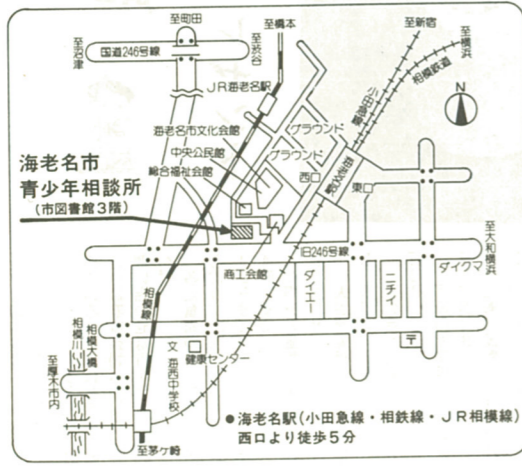 至町田
至橋本
至新宿
至横浜
至沼津
国道246号線
至渋谷
小田急線
相模鉄道
N
JR海老名駅
海老名市文化会館
中央公民館
総合福祉会館
グラウンド
グラウンド
西口
海老名駅
東口
海老名市
青少年相談所
(市図書館3階)
旧246号線
至大和横浜
商工会館
ダイエー
ニチイ
ダイクマ
相模線
相模川
相模大橋
至厚木市内
文
海西中学校
健康センター
〒
至茅ヶ崎
●海老名駅(小田急線・相鉄線・JR相模線)
西口より徒歩5分